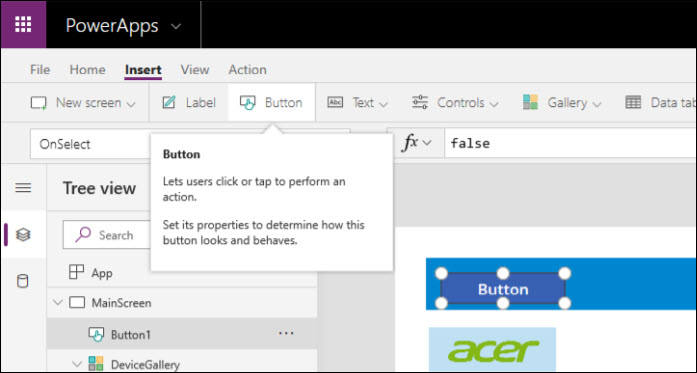 PowerApps
File Home Insert View Action
New screen Label Button Text Controls Gallery Data tab
OnSelect fx false
Button
Lets users click or tap to perform an
action.
Set its properties to determine how this
button looks and behaves.
Tree view
Search
App
MainScreen
Button1
DeviceGallery
Button
acer